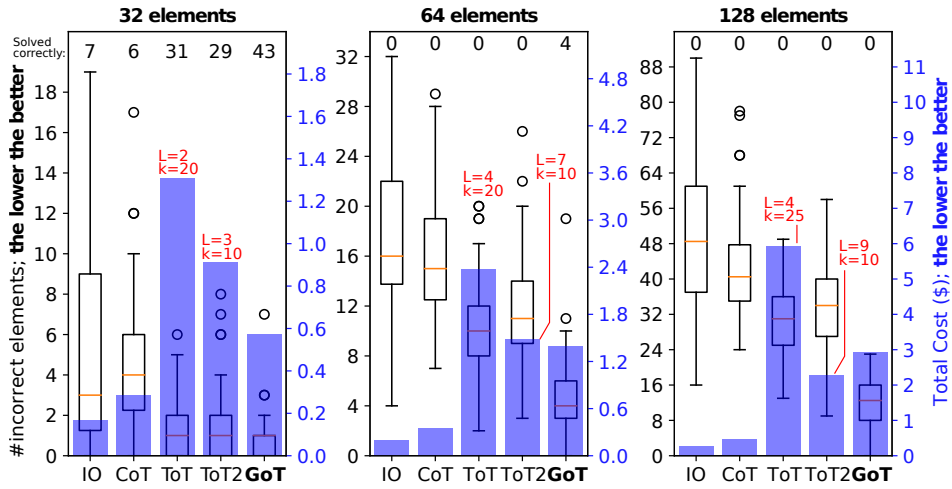 32 elements
64 elements
128 elements
Solved
correctly:
7 6 31 29 43
0 0 0 0 4
0 0 0 0 0
#incorrect elements; the lower the better
0
2
4
6
8
10
12
14
16
18
0.0
0.2
0.4
0.6
0.8
1.0
1.2
1.4
1.6
1.8
L=2
k=20
L=3
k=10
IO CoT ToT ToT2 GoT
0
4
8
12
16
20
24
28
32
0.0
0.6
1.2
1.8
2.4
3.0
3.6
4.2
4.8
L=4
k=20
L=7
k=10
IO CoT ToT ToT2 GoT
0
8
16
24
32
40
48
56
64
72
80
88
0
1
2
3
4
5
6
7
8
9
10
11
L=4
k=25
L=9
k=10
IO CoT ToT ToT2 GoT
Total Cost ($); the lower the better